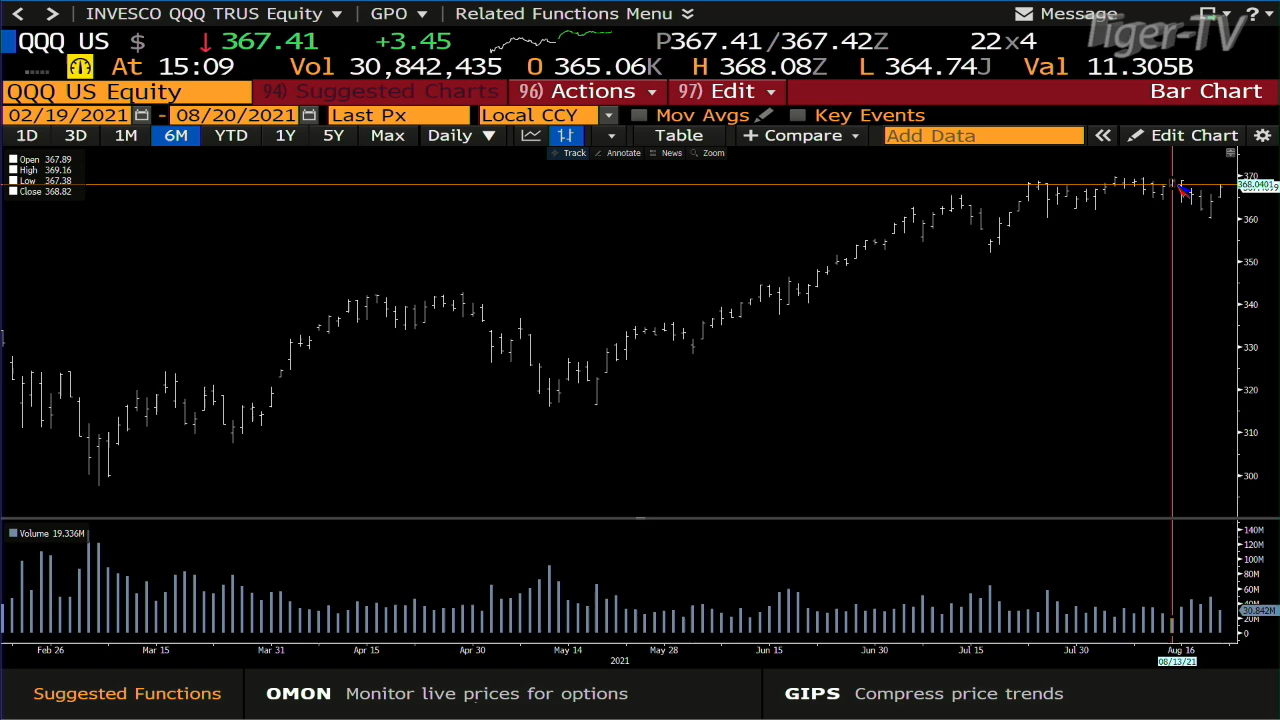 < > INVESCO QQQ TRUS Equity GPO Related Functions Menu Message ?
Tiger-TV
QQQ US $ ↓ 367.41 +3.45 P367.41/367.42Z 22x4
At 15:09 Vol 30,842,435 O 365.06K H 368.08Z L 364.74J Val 11.305B
QQQ US Equity 94) Suggested Charts 96) Actions 97) Edit Bar Chart
02/19/2021 - 08/20/2021 Last Px Local CCY Mov Avgs Key Events
1D 3D 1M 6M YTD 1Y 5Y Max Daily ▼ Table + Compare Add Data « Edit Chart
Track Annotate News Zoom
Open 367.89
High 369.16
Low 367.38
Close 368.82
370
368.0401
360
350
340
330
320
310
300
Volume 19.336M
140M
120M
100M
80M
60M
40M
30.842M
20M
0
Feb 26 Mar 15 Mar 31 Apr 15 Apr 30 May 14 May 28 Jun 15 Jun 30 Jul 15 Jul 30 Aug 16
2021
08/13/21
Suggested Functions OMON Monitor live prices for options GIPS Compress price trends